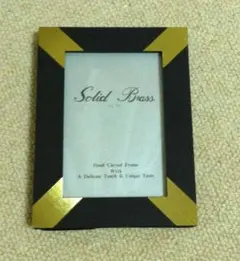 Solid Brass
Hand Carved Frame
With
A Delicate Touch & Unique Taste